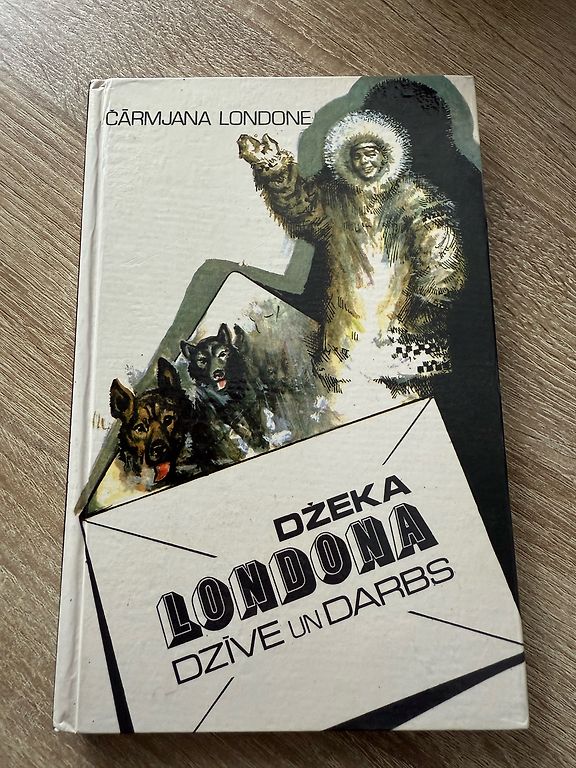 ČĀRMJANA LONDONE
DŽEKA
LONDONA
DZĪVE UN DARBS